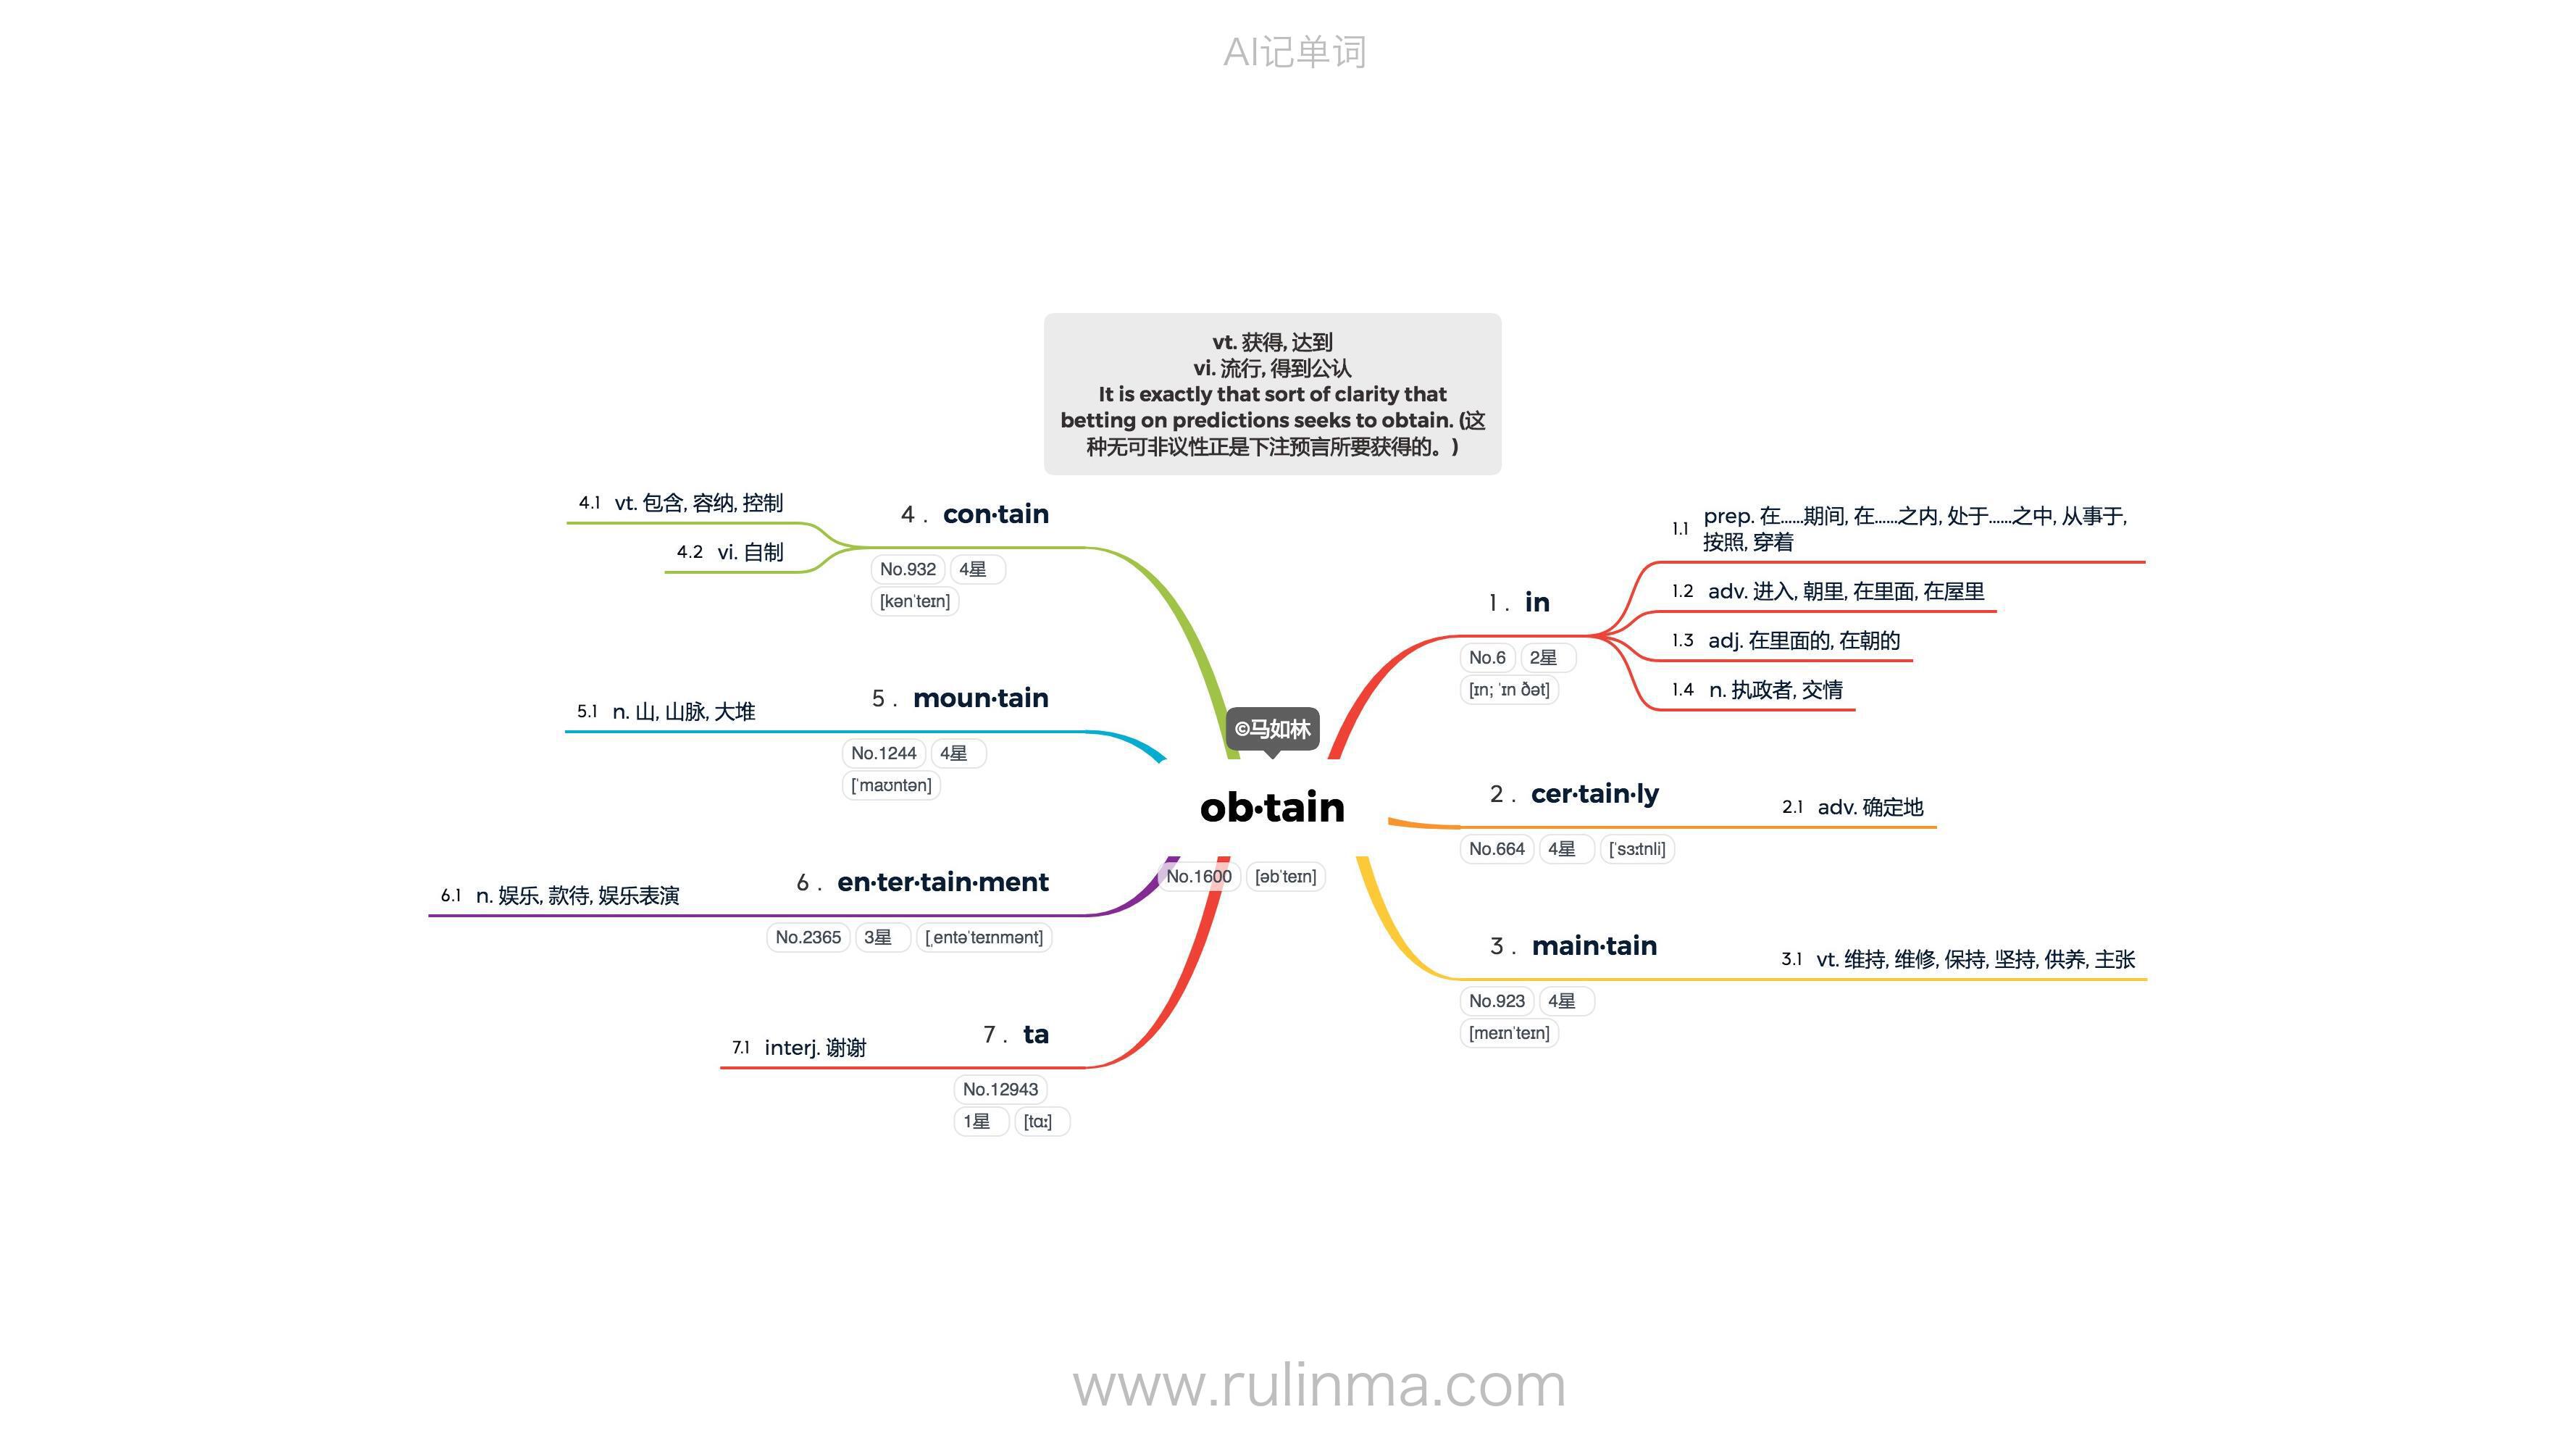 AI记单词
vt. 获得, 达到
vi. 流行, 得到公认
It is exactly that sort of clarity that
betting on predictions seeks to obtain. (这
种无可非议性正是下注预言所要获得的。)
©马如林
ob·tain
No.1600 [əbˈteɪn]
1 . in
No.6 2星
[ɪn; ˈɪn ðət]
1.1 prep. 在……期间, 在……之内, 处于……之中, 从事于,
按照, 穿着
1.2 adv. 进入, 朝里, 在里面, 在屋里
1.3 adj. 在里面的, 在朝的
1.4 n. 执政者, 交情
2 . cer·tain·ly
No.664 4星 [ˈsɜːtnli]
2.1 adv. 确定地
3 . main·tain
No.923 4星
[meɪnˈteɪn]
3.1 vt. 维持, 维修, 保持, 坚持, 供养, 主张
4 . con·tain
No.932 4星
[kənˈteɪn]
4.1 vt. 包含, 容纳, 控制
4.2 vi. 自制
5 . moun·tain
No.1244 4星
[ˈmaʊntən]
5.1 n. 山, 山脉, 大堆
6 . en·ter·tain·ment
No.2365 3星 [ˌentəˈteɪnmənt]
6.1 n. 娱乐, 款待, 娱乐表演
7 . ta
No.12943
1星 [tɑː]
7.1 interj. 谢谢
www.rulinma.com